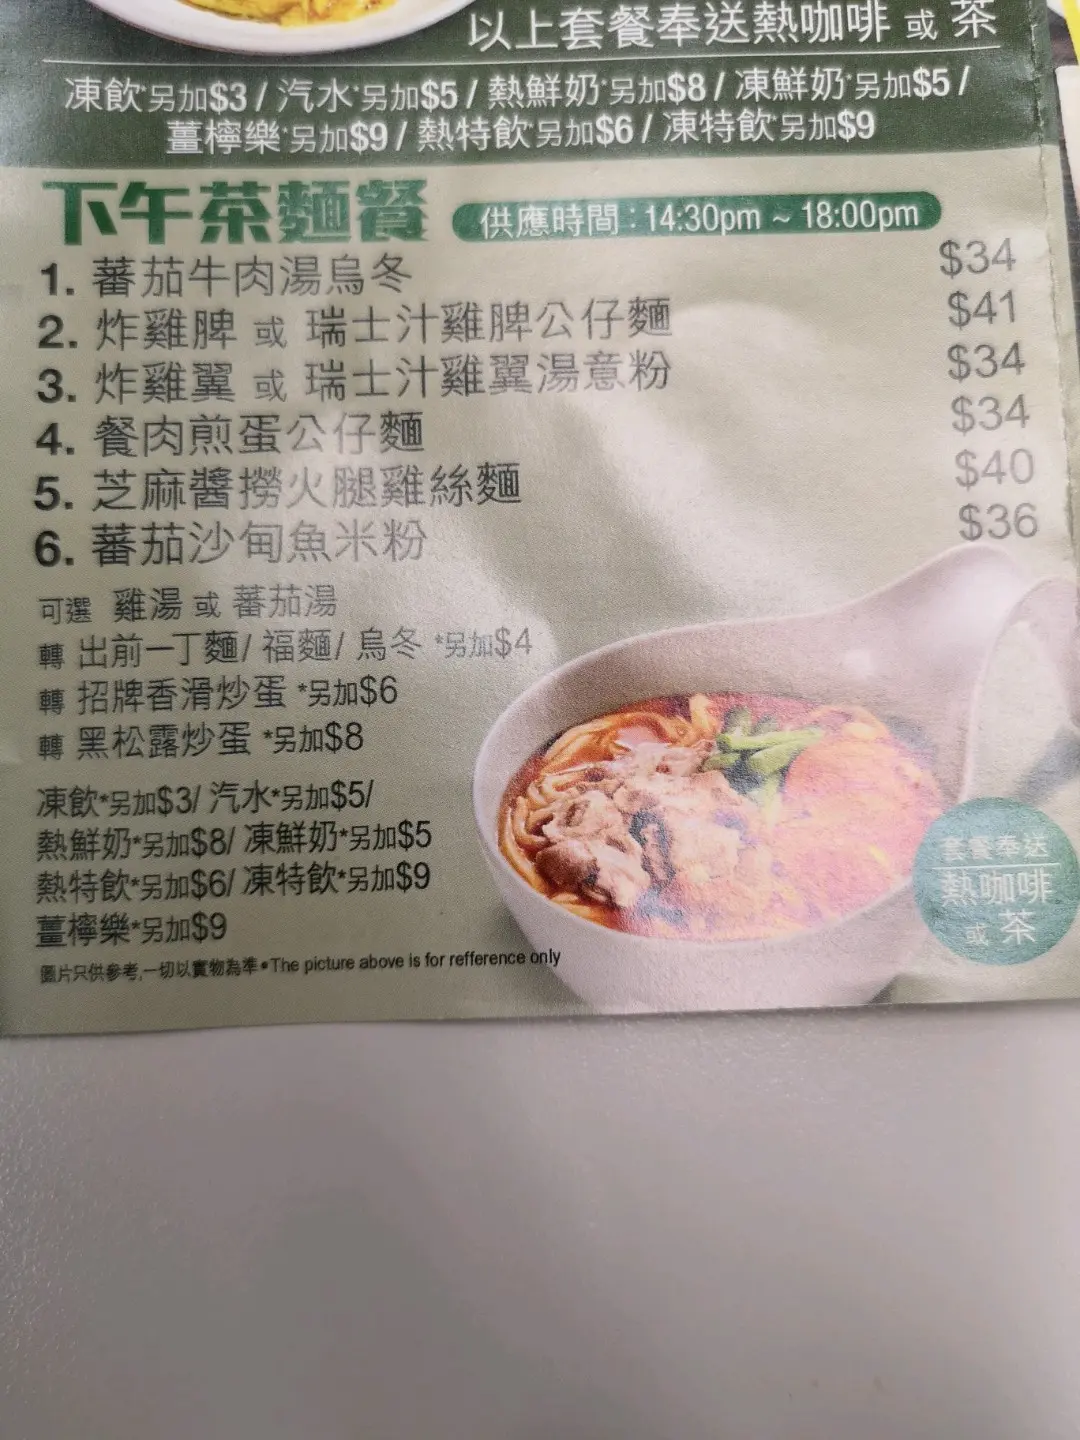 以上套餐奉送熱咖啡 或 茶
凍飲*另加$3 / 汽水*另加$5 / 熱鮮奶*另加$8 / 凍鮮奶*另加$5 /
薑檸樂*另加$9 / 熱特飲*另加$6 / 凍特飲*另加$9
下午茶麵餐 供應時間：14:30pm ~ 18:00pm
1. 蕃茄牛肉湯烏冬 $34
2. 炸雞脾 或 瑞士汁雞脾公仔麵 $41
3. 炸雞翼 或 瑞士汁雞翼湯意粉 $34
4. 餐肉煎蛋公仔麵 $34
5. 芝麻醬撈火腿雞絲麵 $40
6. 蕃茄沙甸魚米粉 $36
可選 雞湯 或 蕃茄湯
轉 出前一丁麵/ 福麵/ 烏冬 *另加$4
轉 招牌香滑炒蛋 *另加$6
轉 黑松露炒蛋 *另加$8
凍飲*另加$3/ 汽水*另加$5/
熱鮮奶*另加$8/ 凍鮮奶*另加$5
熱特飲*另加$6/ 凍特飲*另加$9
薑檸樂*另加$9
套餐奉送
熱咖啡
或 茶
圖片只供參考,一切以實物為準●The picture above is for refference only